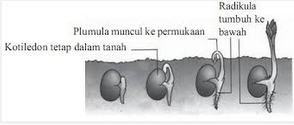 Radikula
tumbuh ke
bawah
Plumula muncul ke permukaan
Kotiledon tetap dalam tanah